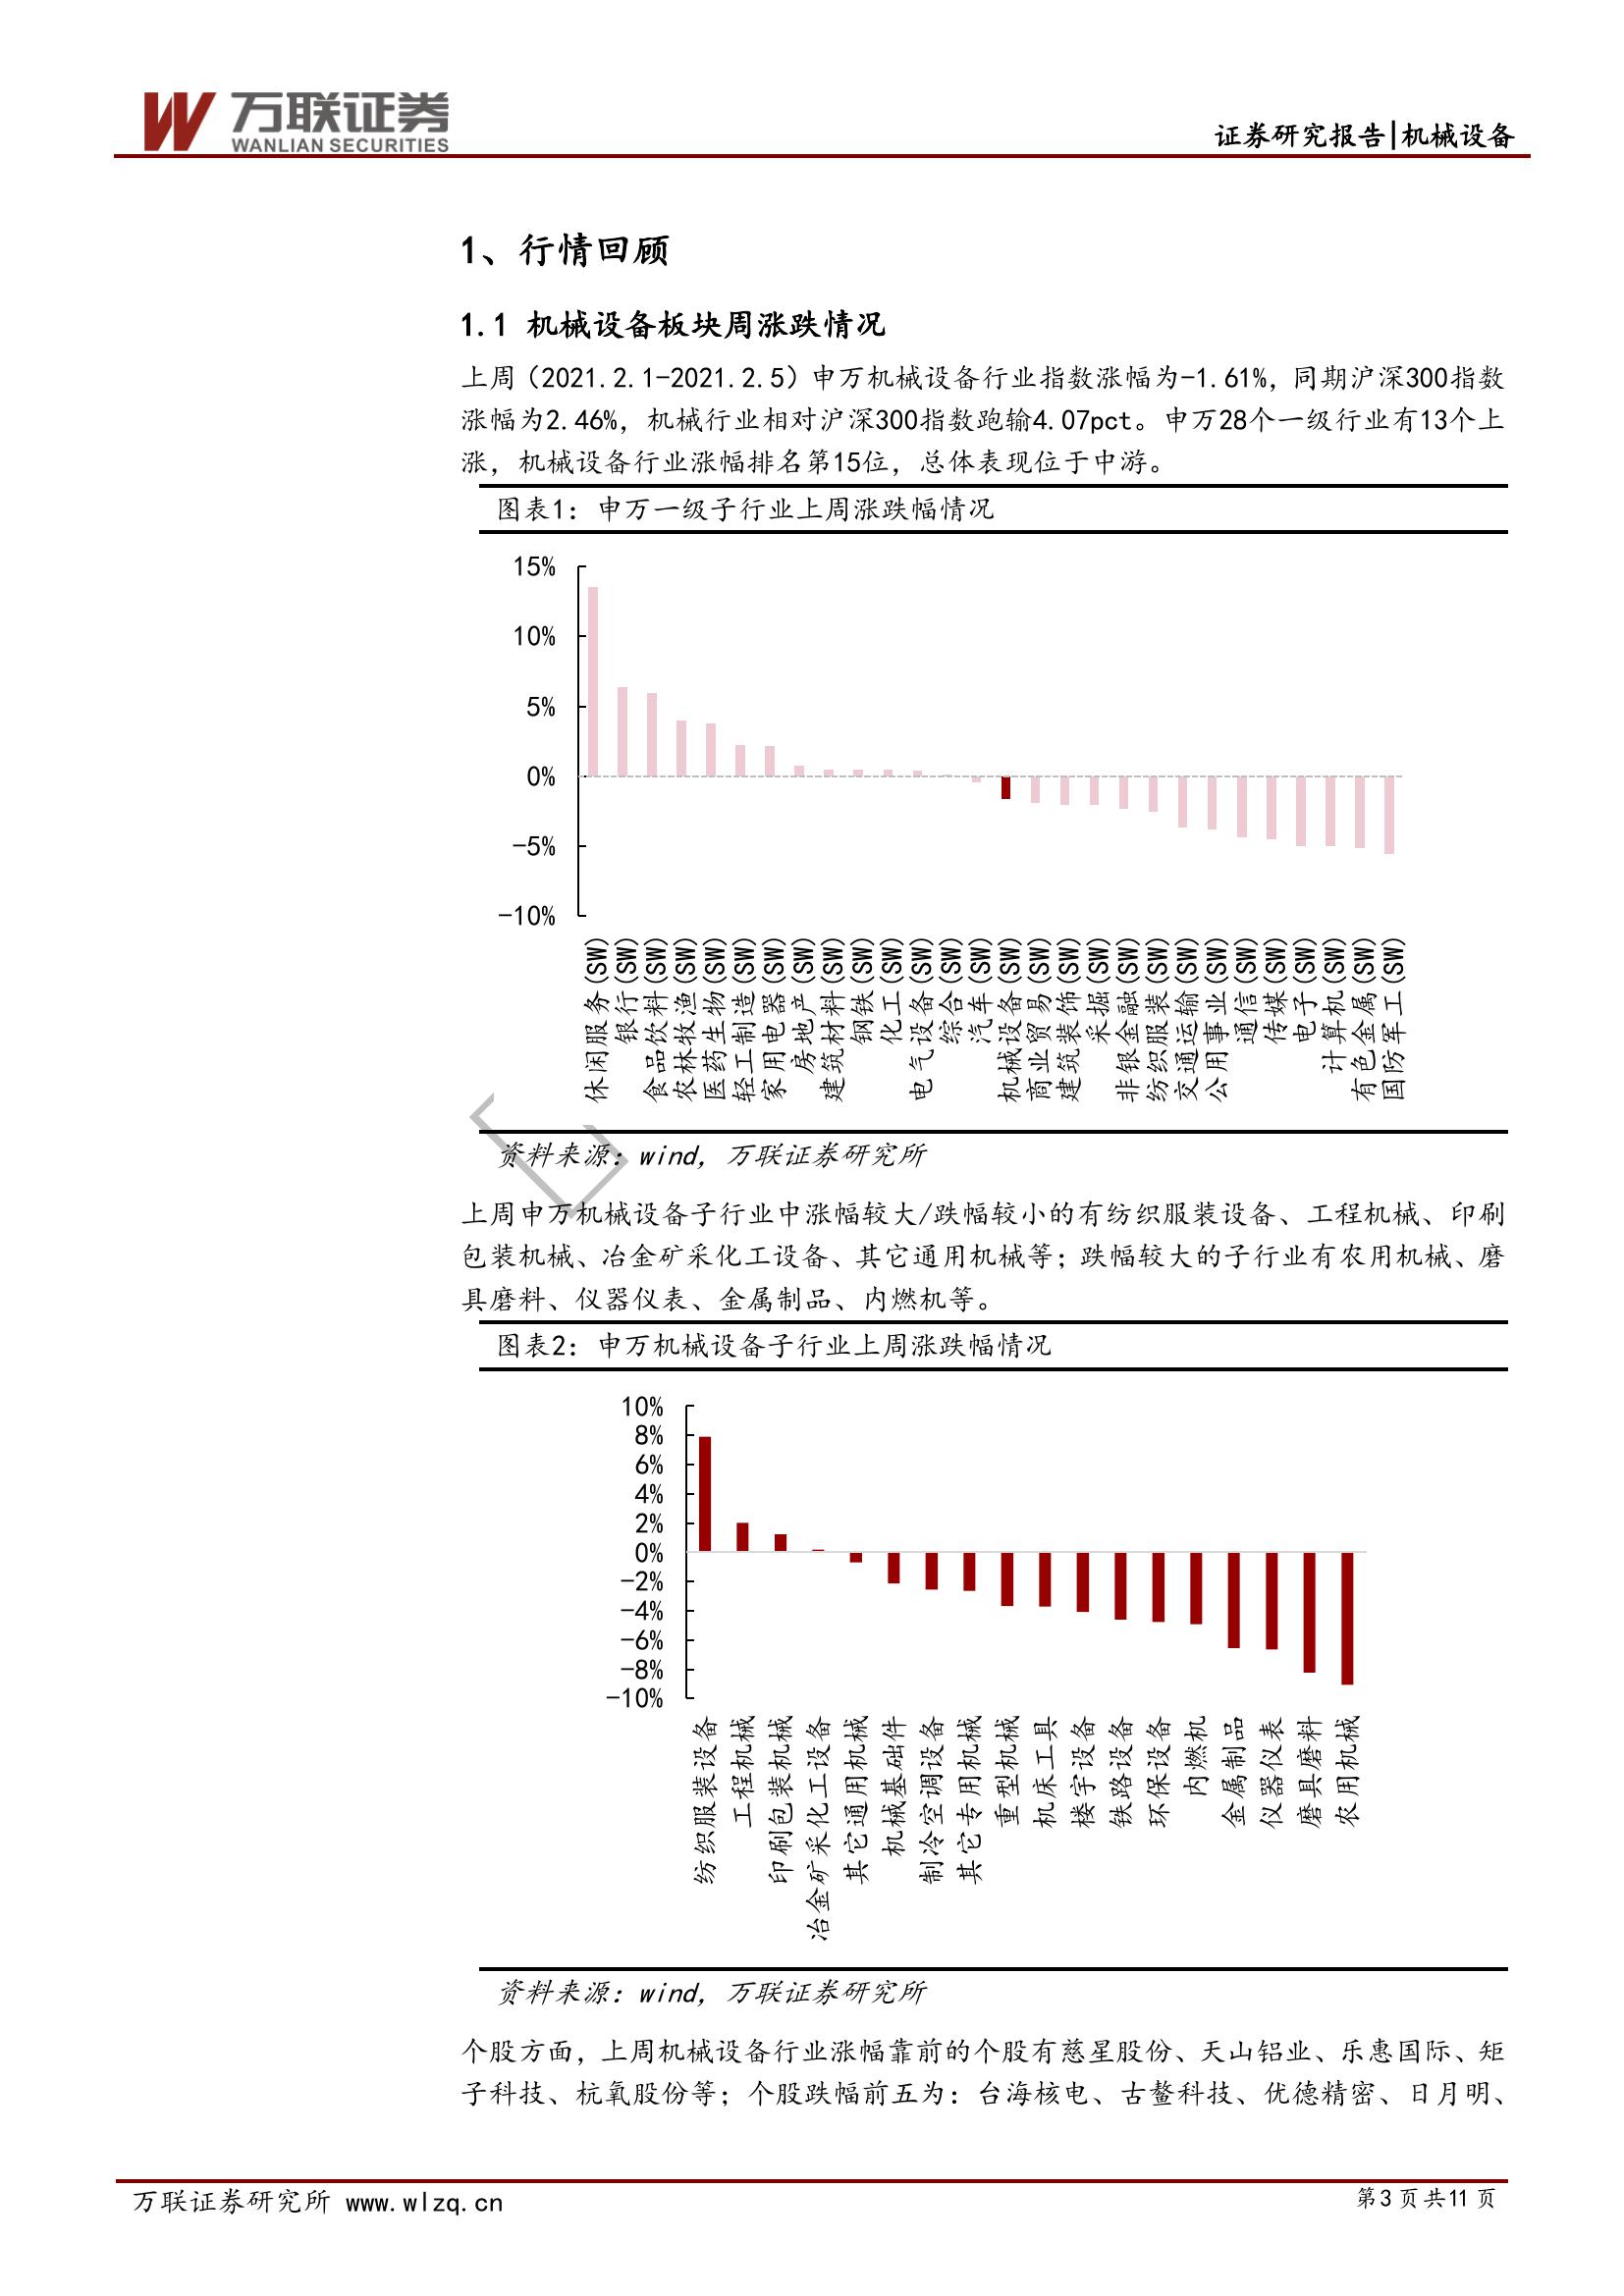 万联证券
WANLIAN SECURITIES
证券研究报告|机械设备
1、行情回顾
1.1 机械设备板块周涨跌情况
上周（2021.2.1-2021.2.5）申万机械设备行业指数涨幅为-1.61%，同期沪深300指数
涨幅为2.46%，机械行业相对沪深300指数跑输4.07pct。申万28个一级行业有13个上
涨，机械设备行业涨幅排名第15位，总体表现位于中游。
图表1：申万一级子行业上周涨跌幅情况
15%
10%
5%
0%
-5%
-10%
休闲服务(SW)
银行(SW)
食品饮料(SW)
农林牧渔(SW)
医药生物(SW)
轻工制造(SW)
家用电器(SW)
房地产(SW)
建筑材料(SW)
钢铁(SW)
化工(SW)
电气设备(SW)
综合(SW)
汽车(SW)
机械设备(SW)
商业贸易(SW)
建筑装饰(SW)
采掘(SW)
非银金融(SW)
纺织服装(SW)
交通运输(SW)
公用事业(SW)
通信(SW)
传媒(SW)
电子(SW)
计算机(SW)
有色金属(SW)
国防军工(SW)
资料来源：wind，万联证券研究所
上周申万机械设备子行业中涨幅较大/跌幅较小的有纺织服装设备、工程机械、印刷
包装机械、冶金矿采化工设备、其它通用机械等；跌幅较大的子行业有农用机械、磨
具磨料、仪器仪表、金属制品、内燃机等。
图表2：申万机械设备子行业上周涨跌幅情况
10%
8%
6%
4%
2%
0%
-2%
-4%
-6%
-8%
-10%
纺织服装设备
工程机械
印刷包装机械
冶金矿采化工设备
其它通用机械
机械基础件
制冷空调设备
其它专用机械
重型机械
机床工具
楼宇设备
铁路设备
环保设备
内燃机
金属制品
仪器仪表
磨具磨料
农用机械
资料来源：wind，万联证券研究所
个股方面，上周机械设备行业涨幅靠前的个股有慈星股份、天山铝业、乐惠国际、矩
子科技、杭氧股份等；个股跌幅前五为：台海核电、古鳌科技、优德精密、日月明、
万联证券研究所 www.wlzq.cn
第3页共11页